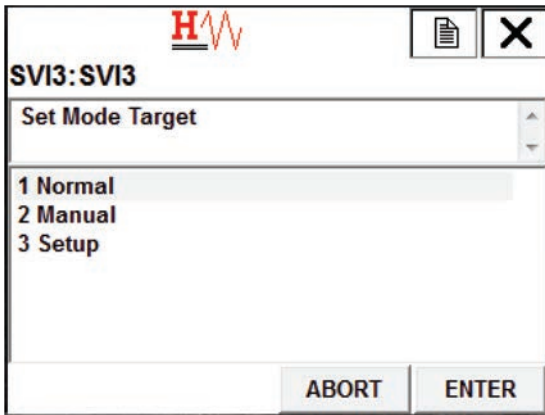 H
SVI3:SVI3
Set Mode Target
1 Normal
2 Manual
3 Setup
ABORT ENTER